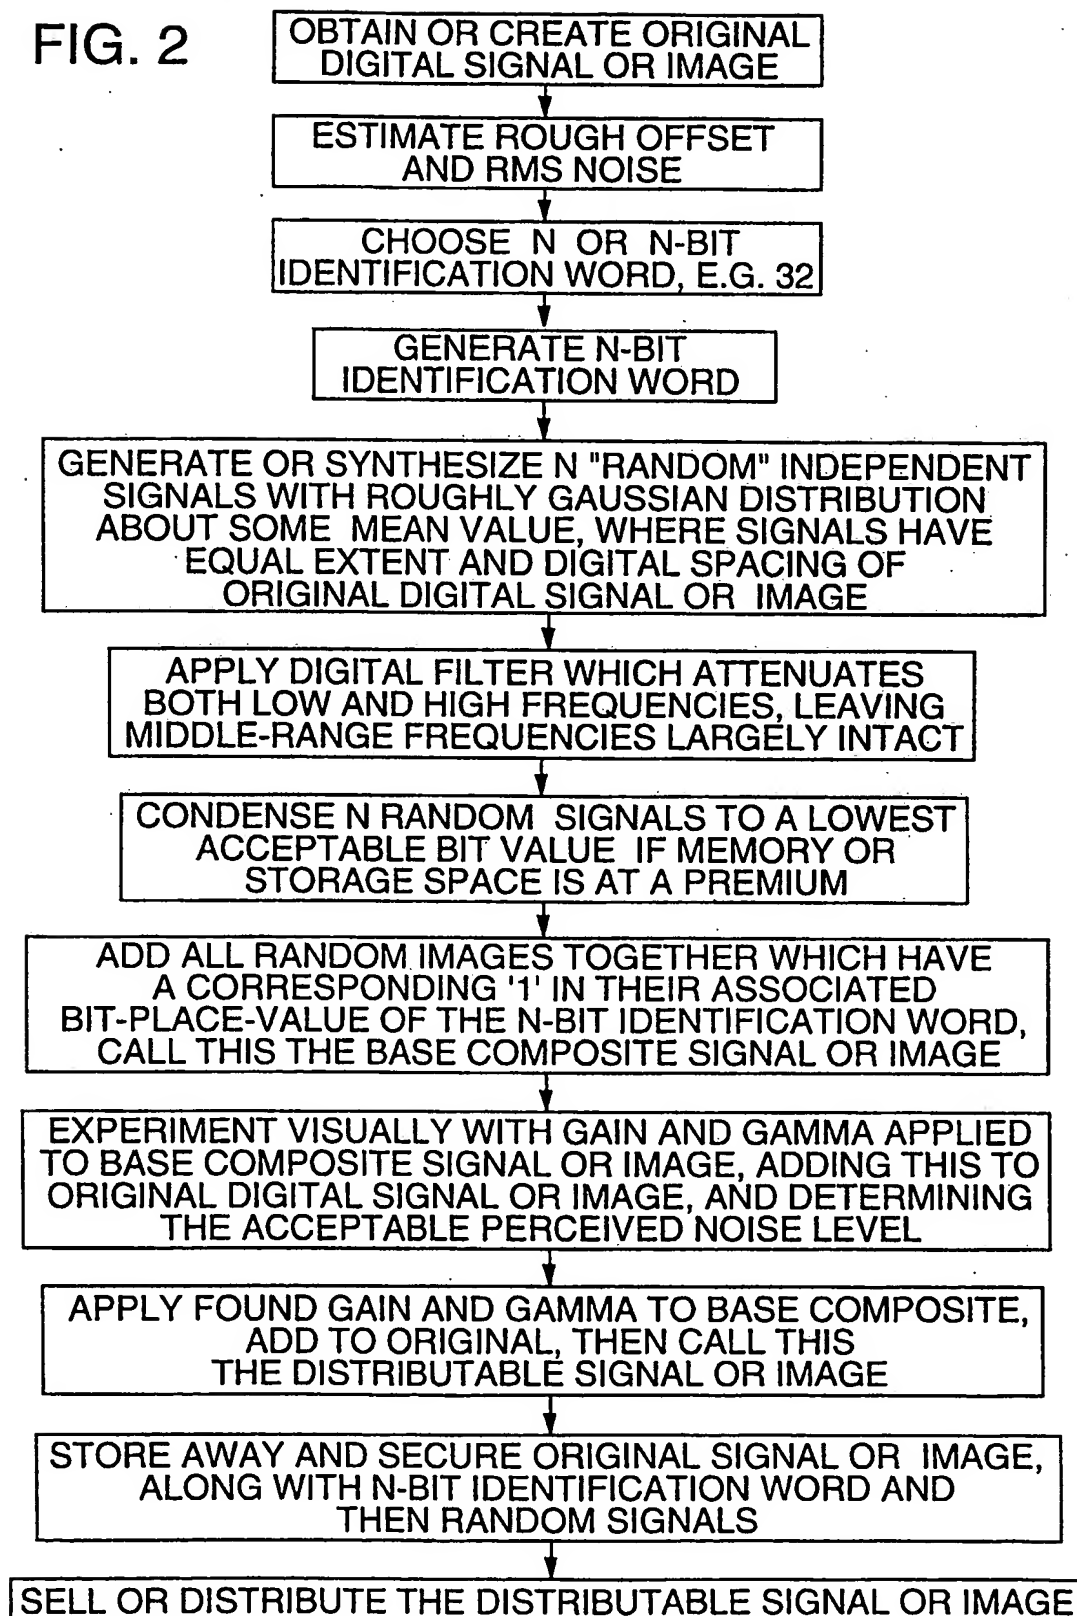 FIG. 2
OBTAIN OR CREATE ORIGINAL
DIGITAL SIGNAL OR IMAGE
ESTIMATE ROUGH OFFSET
AND RMS NOISE
CHOOSE N OR N-BIT
IDENTIFICATION WORD, E.G. 32
GENERATE N-BIT
IDENTIFICATION WORD
GENERATE OR SYNTHESIZE N "RANDOM" INDEPENDENT
SIGNALS WITH ROUGHLY GAUSSIAN DISTRIBUTION
ABOUT SOME MEAN VALUE, WHERE SIGNALS HAVE
EQUAL EXTENT AND DIGITAL SPACING OF
ORIGINAL DIGITAL SIGNAL OR IMAGE
APPLY DIGITAL FILTER WHICH ATTENUATES
BOTH LOW AND HIGH FREQUENCIES, LEAVING
MIDDLE-RANGE FREQUENCIES LARGELY INTACT
CONDENSE N RANDOM SIGNALS TO A LOWEST
ACCEPTABLE BIT VALUE IF MEMORY OR
STORAGE SPACE IS AT A PREMIUM
ADD ALL RANDOM IMAGES TOGETHER WHICH HAVE
A CORRESPONDING '1' IN THEIR ASSOCIATED
BIT-PLACE-VALUE OF THE N-BIT IDENTIFICATION WORD,
CALL THIS THE BASE COMPOSITE SIGNAL OR IMAGE
EXPERIMENT VISUALLY WITH GAIN AND GAMMA APPLIED
TO BASE COMPOSITE SIGNAL OR IMAGE, ADDING THIS TO
ORIGINAL DIGITAL SIGNAL OR IMAGE, AND DETERMINING
THE ACCEPTABLE PERCEIVED NOISE LEVEL
APPLY FOUND GAIN AND GAMMA TO BASE COMPOSITE,
ADD TO ORIGINAL, THEN CALL THIS
THE DISTRIBUTABLE SIGNAL OR IMAGE
STORE AWAY AND SECURE ORIGINAL SIGNAL OR IMAGE,
ALONG WITH N-BIT IDENTIFICATION WORD AND
THEN RANDOM SIGNALS
SELL OR DISTRIBUTE THE DISTRIBUTABLE SIGNAL OR IMAGE